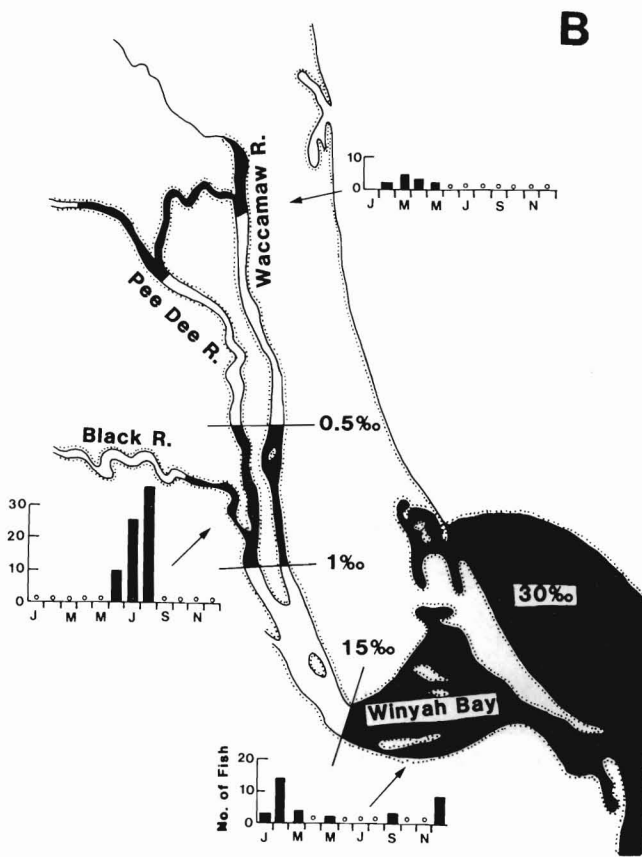 B
Waccamaw R.
10
0
J M M J S N
Pee Dee R.
0.5‰
Black R.
30
20
10
0
J M M J S N
1‰
30‰
15‰
Winyah Bay
No. of Fish
20
10
0
J M M J S N